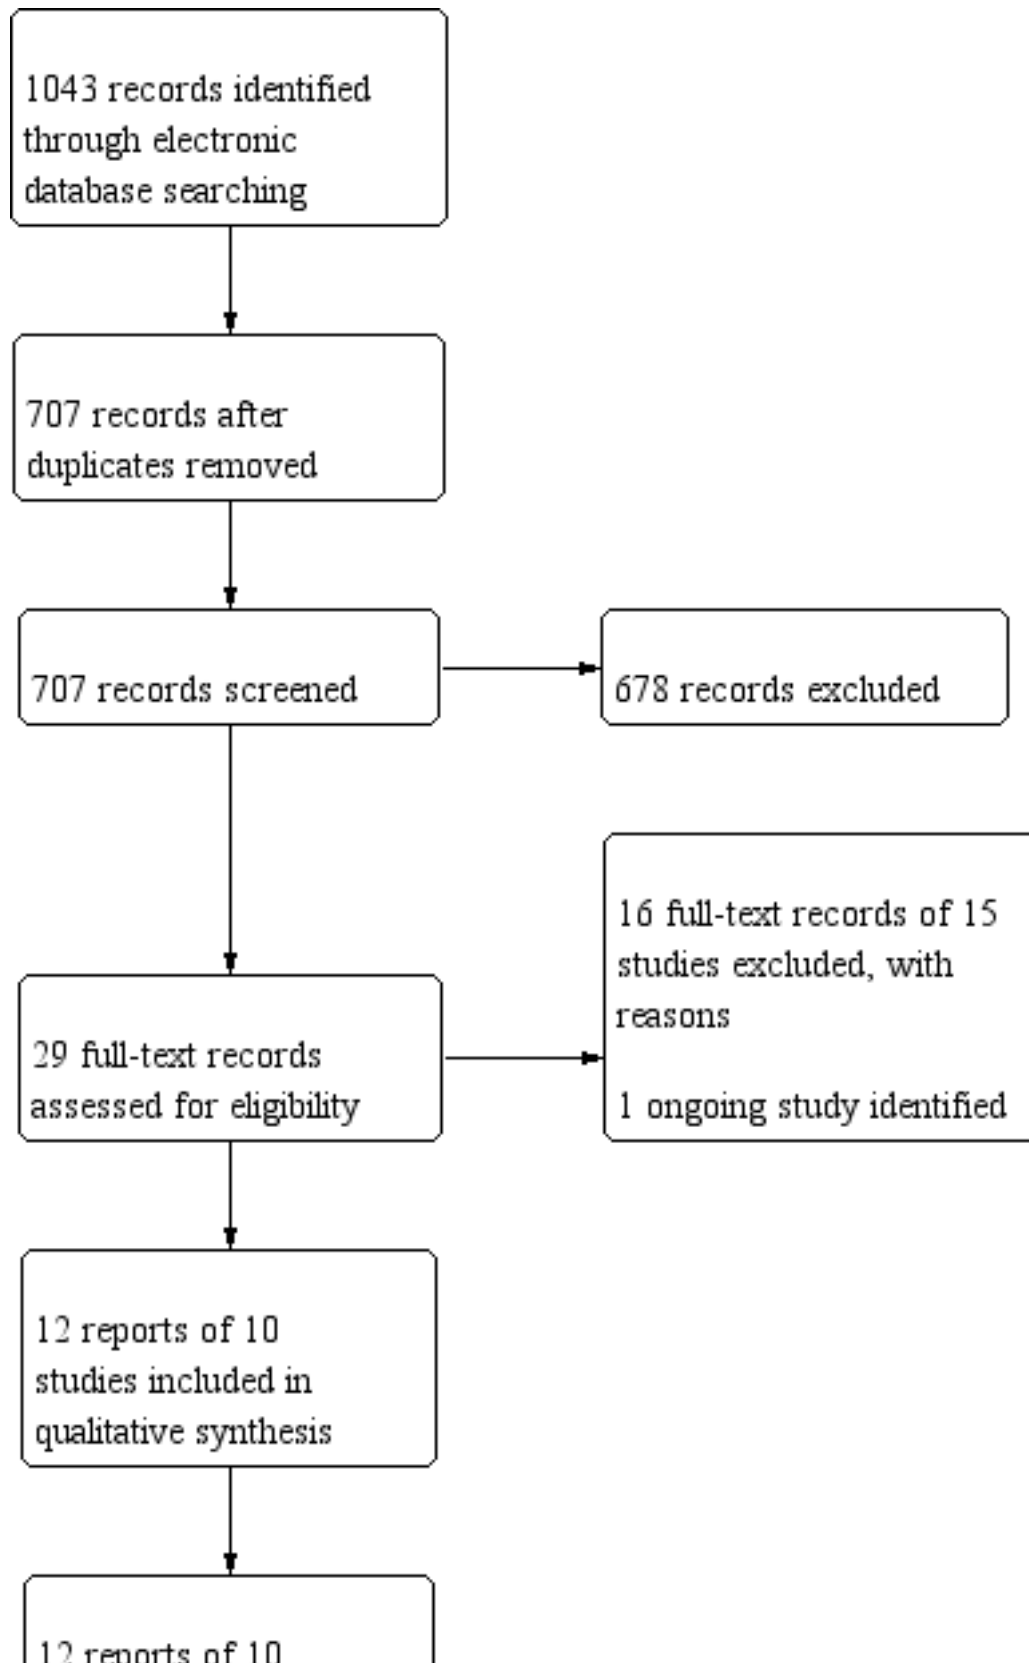 1043 records identified
through electronic
database searching
707 records after
duplicates removed
707 records screened
678 records excluded
16 full-text records of 15
studies excluded, with
reasons
1 ongoing study identified
29 full-text records
assessed for eligibility
12 reports of 10
studies included in
qualitative synthesis
12 reports of 10